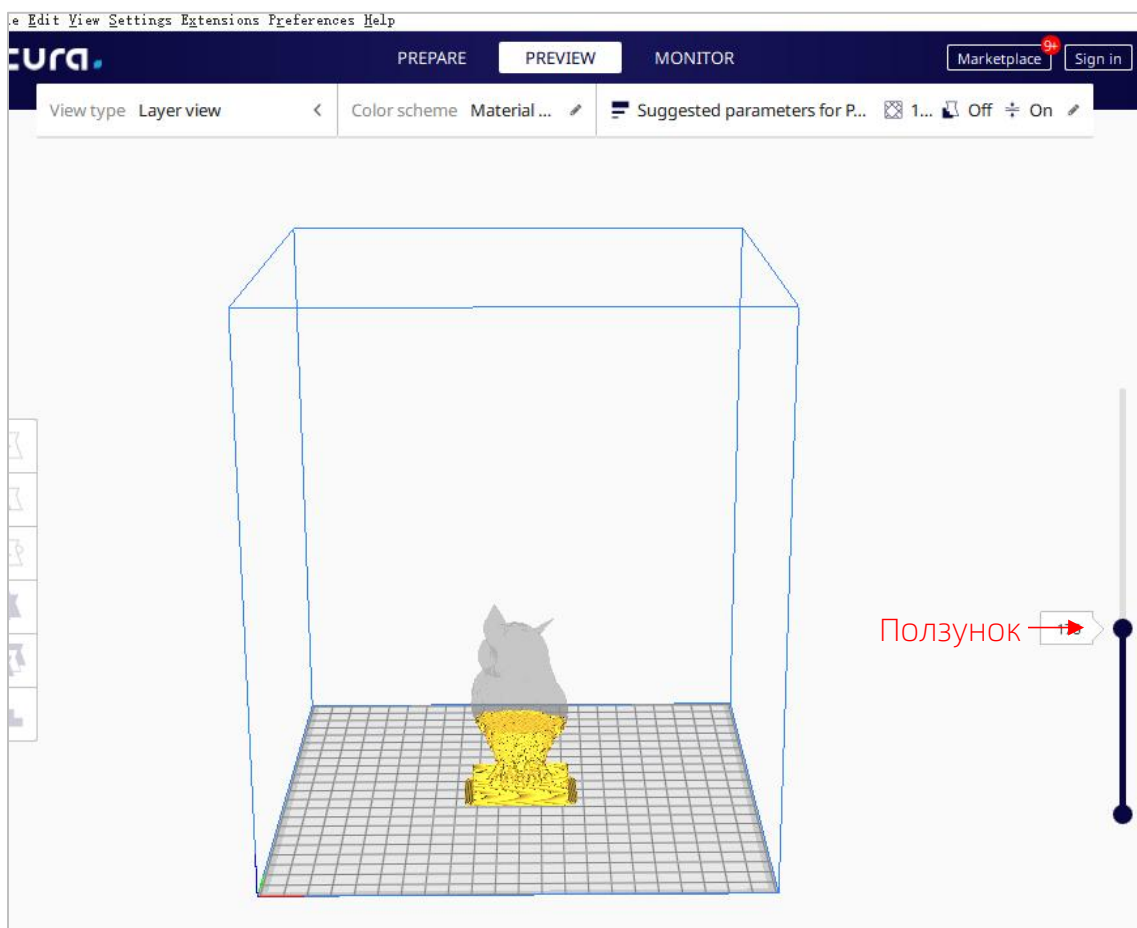 Edit View Settings Extensions Preferences Help
cura.
PREPARE PREVIEW MONITOR Marketplace 9+ Sign in
View type Layer view Color scheme Material ... Suggested parameters for P... 1... Off On
Ползунок